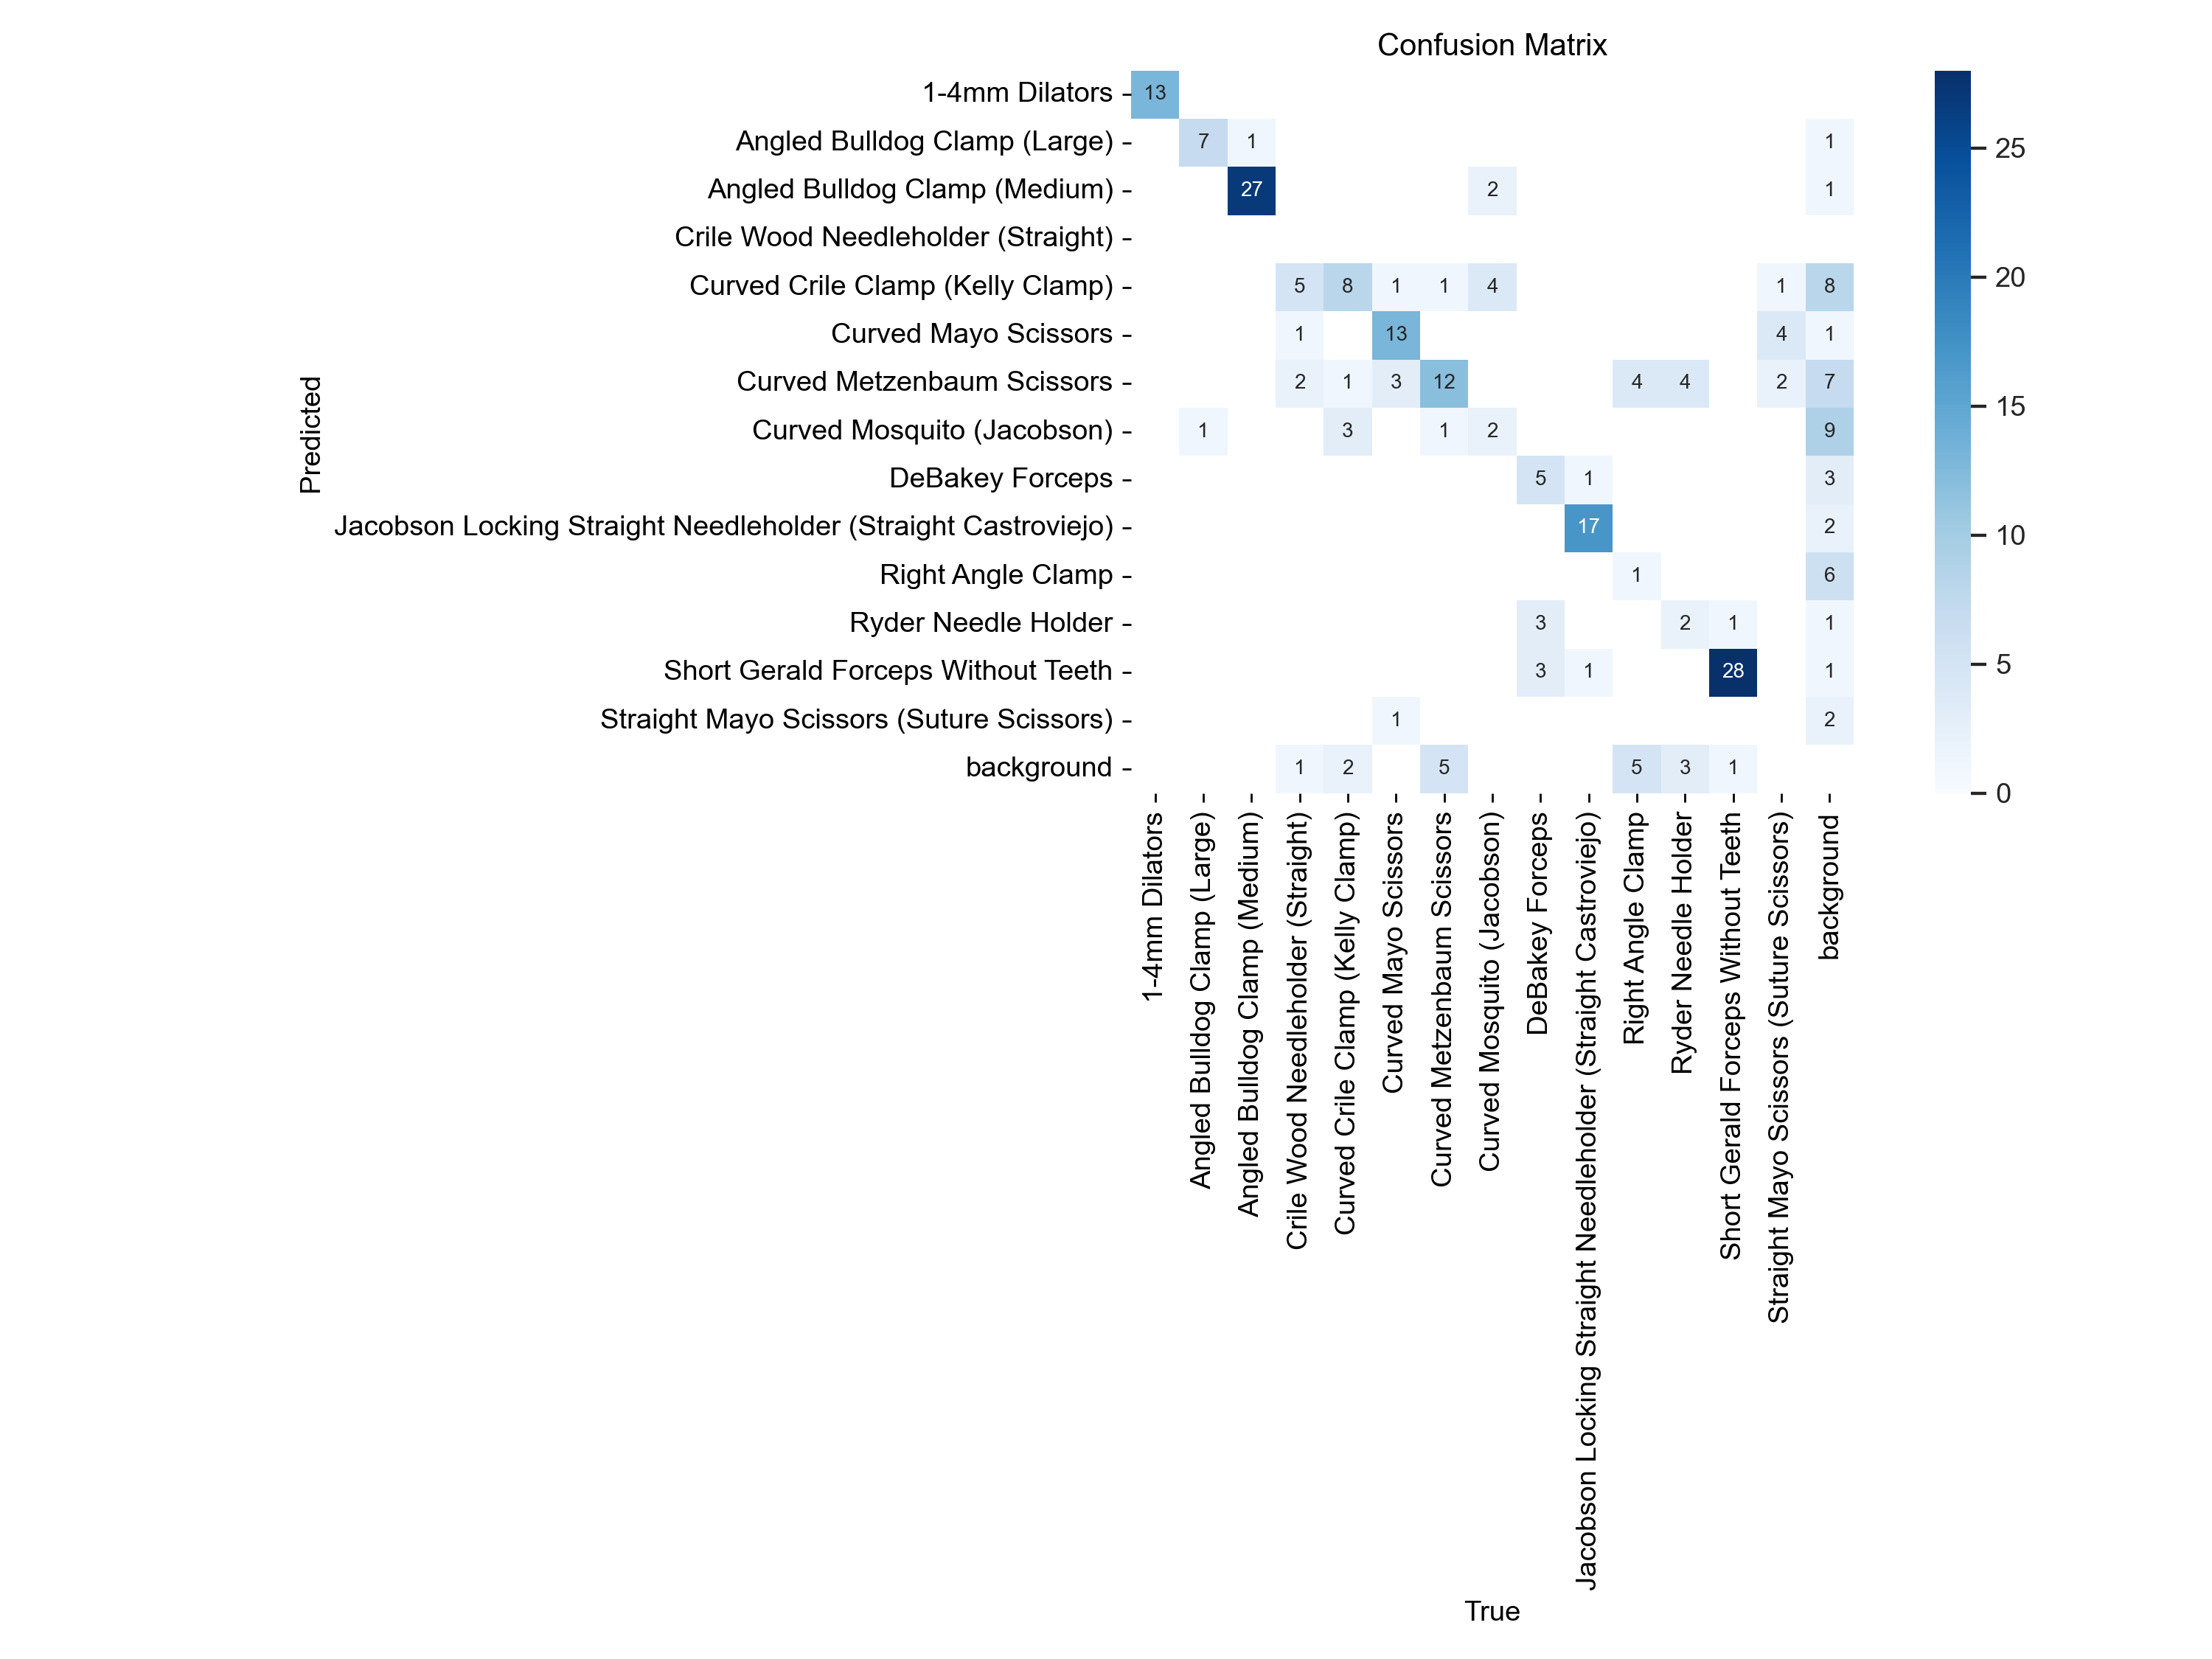 Confusion Matrix
1-4mm Dilators 13
Angled Bulldog Clamp (Large) 7 1 1
Angled Bulldog Clamp (Medium) 27 2 1
Crile Wood Needleholder (Straight)
Curved Crile Clamp (Kelly Clamp) 5 8 1 1 4 1 8
Curved Mayo Scissors 1 13 4 1
Curved Metzenbaum Scissors 2 1 3 12 4 4 2 7
Curved Mosquito (Jacobson) 1 3 1 2 9
DeBakey Forceps 5 1 3
Jacobson Locking Straight Needleholder (Straight Castroviejo) 17 2
Right Angle Clamp 1 6
Ryder Needle Holder 3 2 1 1
Short Gerald Forceps Without Teeth 3 1 28 1
Straight Mayo Scissors (Suture Scissors) 1 2
background 1 2 5 5 3 1
Predicted
1-4mm Dilators
Angled Bulldog Clamp (Large)
Angled Bulldog Clamp (Medium)
Crile Wood Needleholder (Straight)
Curved Crile Clamp (Kelly Clamp)
Curved Mayo Scissors
Curved Metzenbaum Scissors
Curved Mosquito (Jacobson)
DeBakey Forceps
Jacobson Locking Straight Needleholder (Straight Castroviejo)
Right Angle Clamp
Ryder Needle Holder
Short Gerald Forceps Without Teeth
Straight Mayo Scissors (Suture Scissors)
background
True
25
20
15
10
5
0